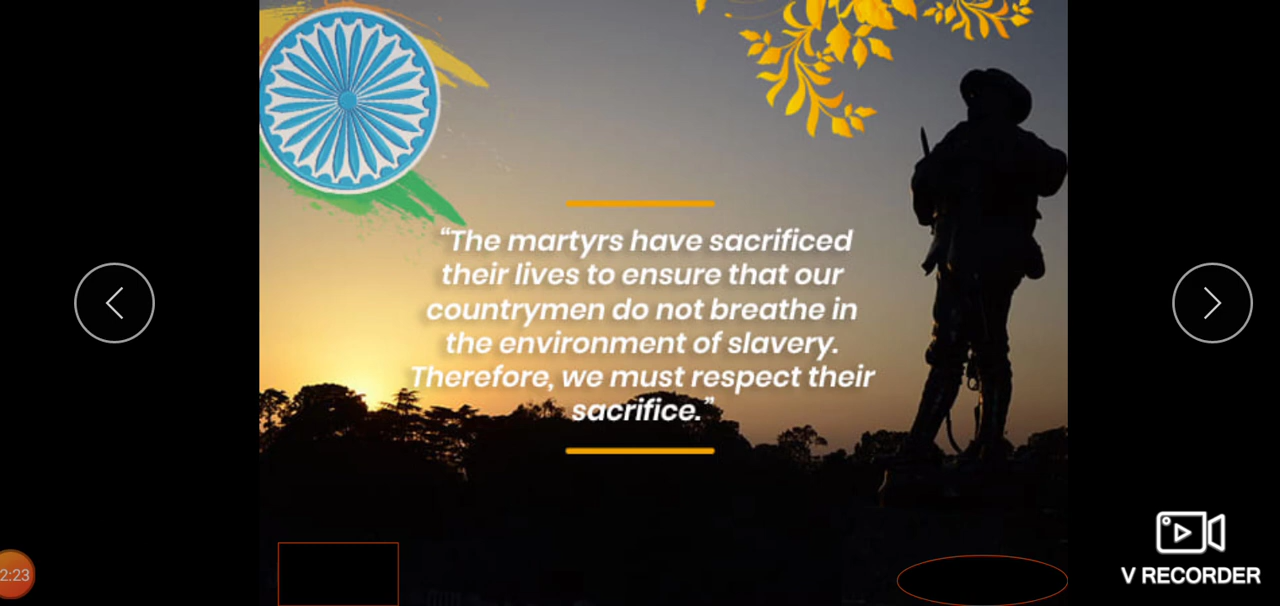 “The martyrs have sacrificed
their lives to ensure that our
countrymen do not breathe in
the environment of slavery.
Therefore, we must respect their
sacrifice.”
2:23
V RECORDER